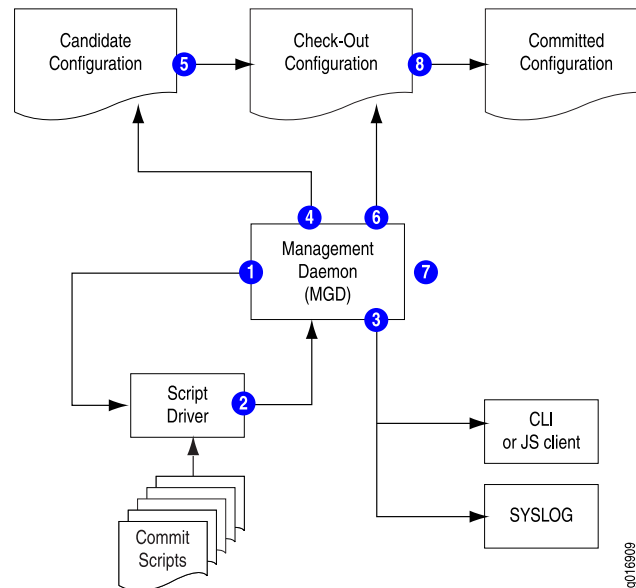 Candidate
Configuration
5
Check-Out
Configuration
8
Committed
Configuration
4
6
1
Management
Daemon
(MGD)
7
3
Script
Driver
2
CLI
or JS client
SYSLOG
Commit
Scripts
g016909